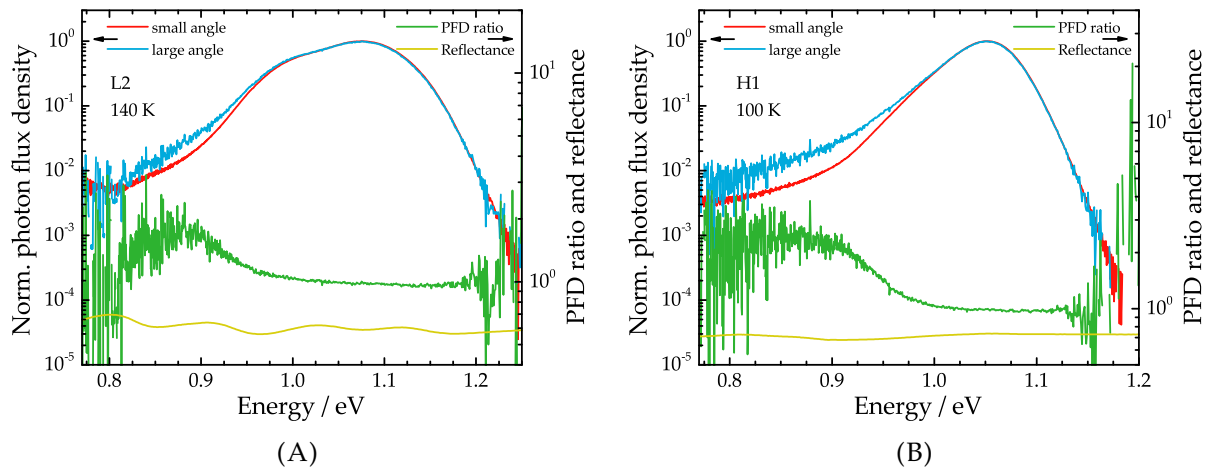 small angle
large angle
PFD ratio
Reflectance
L2
140 K
Norm. photon flux density
10^0
10^-1
10^-2
10^-3
10^-4
10^-5
PFD ratio and reflectance
10^1
10^0
0.8 0.9 1.0 1.1 1.2
Energy / eV
(A)
small angle
large angle
PFD ratio
Reflectance
H1
100 K
Norm. photon flux density
10^0
10^-1
10^-2
10^-3
10^-4
10^-5
PFD ratio and reflectance
10^1
10^0
0.8 0.9 1.0 1.1 1.2
Energy / eV
(B)